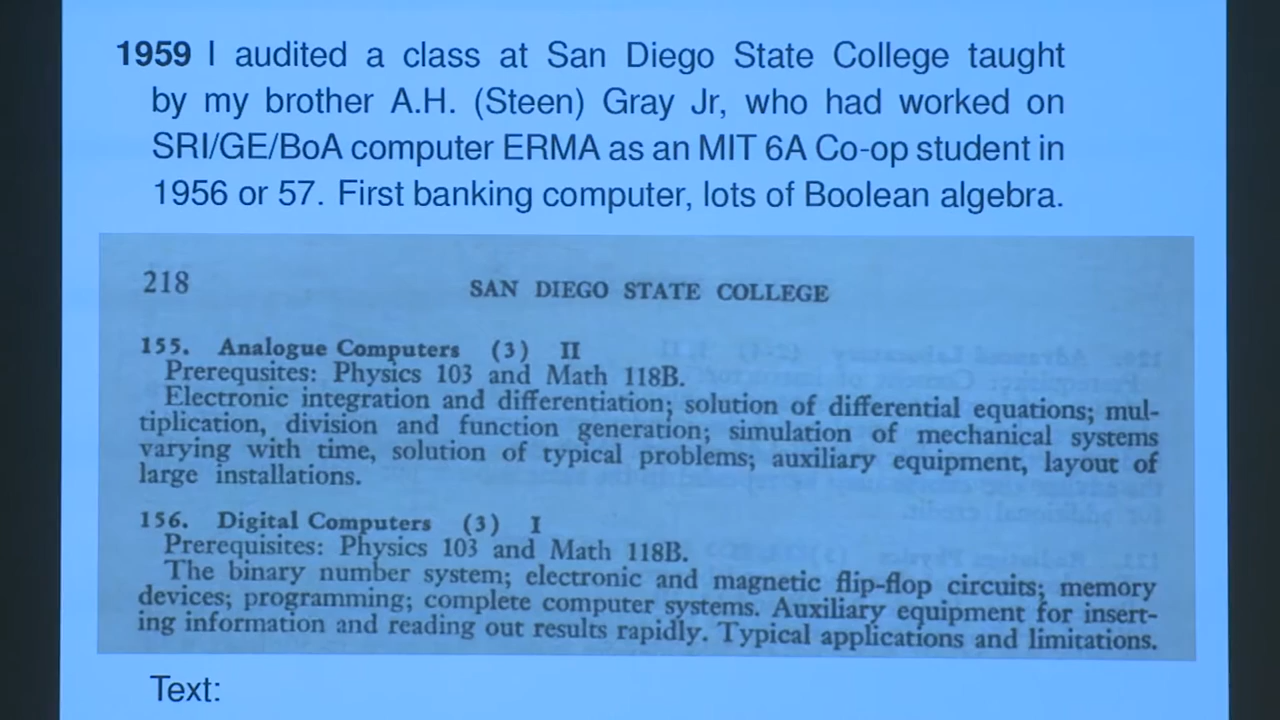 1959 I audited a class at San Diego State College taught
by my brother A.H. (Steen) Gray Jr, who had worked on
SRI/GE/BoA computer ERMA as an MIT 6A Co-op student in
1956 or 57. First banking computer, lots of Boolean algebra.
218 SAN DIEGO STATE COLLEGE
155. Analogue Computers (3) II
Prerequsites: Physics 103 and Math 118B.
Electronic integration and differentiation; solution of differential equations; mul-
tiplication, division and function generation; simulation of mechanical systems
varying with time, solution of typical problems; auxiliary equipment, layout of
large installations.
156. Digital Computers (3) I
Prerequisites: Physics 103 and Math 118B.
The binary number system; electronic and magnetic flip-flop circuits; memory
devices; programming; complete computer systems. Auxiliary equipment for insert-
ing information and reading out results rapidly. Typical applications and limitations.
Text: